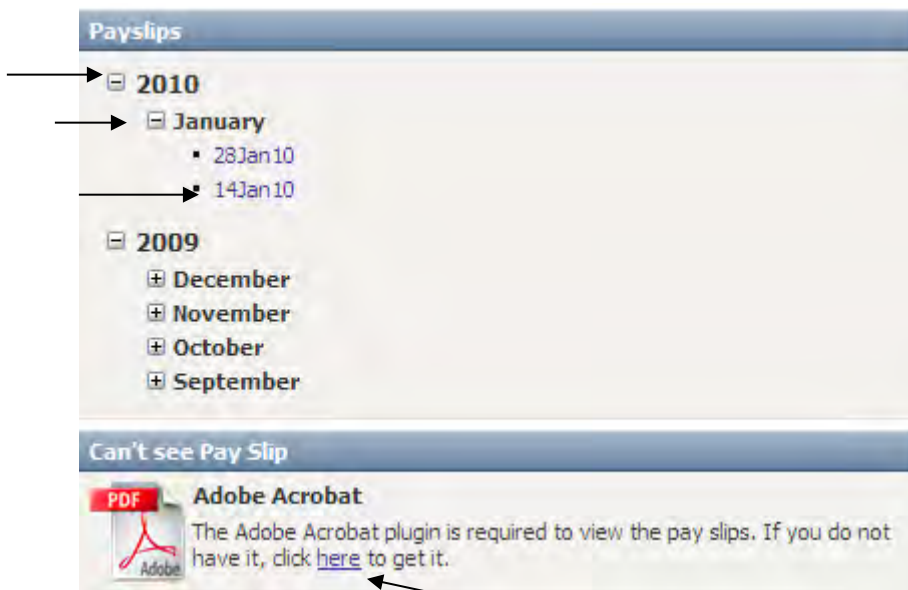 Payslips
2010
January
28Jan10
14Jan10
2009
December
November
October
September
Can't see Pay Slip
PDF
Adobe
Adobe Acrobat
The Adobe Acrobat plugin is required to view the pay slips. If you do not
have it, click here to get it.